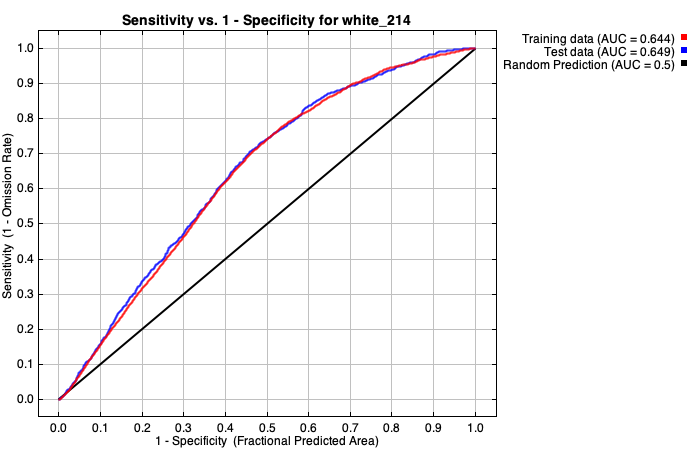 Sensitivity vs. 1 - Specificity for white_214
Training data (AUC = 0.644)
Test data (AUC = 0.649)
Random Prediction (AUC = 0.5)
Sensitivity (1 - Omission Rate)
1.0
0.9
0.8
0.7
0.6
0.5
0.4
0.3
0.2
0.1
0.0
0.0 0.1 0.2 0.3 0.4 0.5 0.6 0.7 0.8 0.9 1.0
1 - Specificity (Fractional Predicted Area)